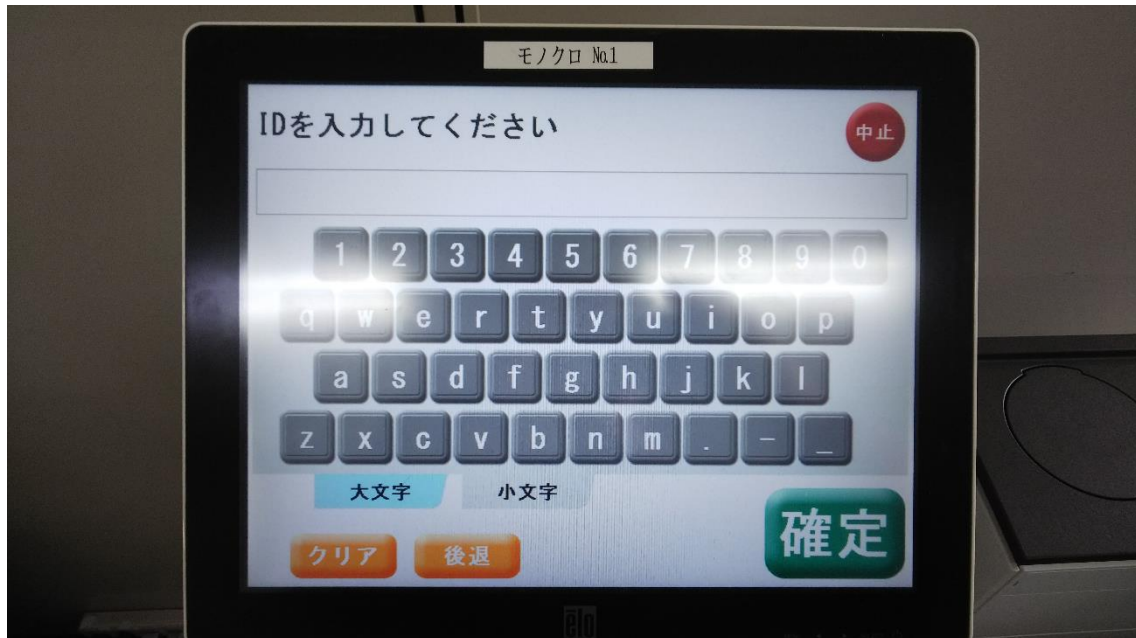 モノクロ №1
IDを入力してください
中止
1 2 3 4 5 6 7 8 9 0
q w e r t y u i o p
a s d f g h j k l
z x c v b n m . - _
大文字 小文字
クリア 後退 確定
elo